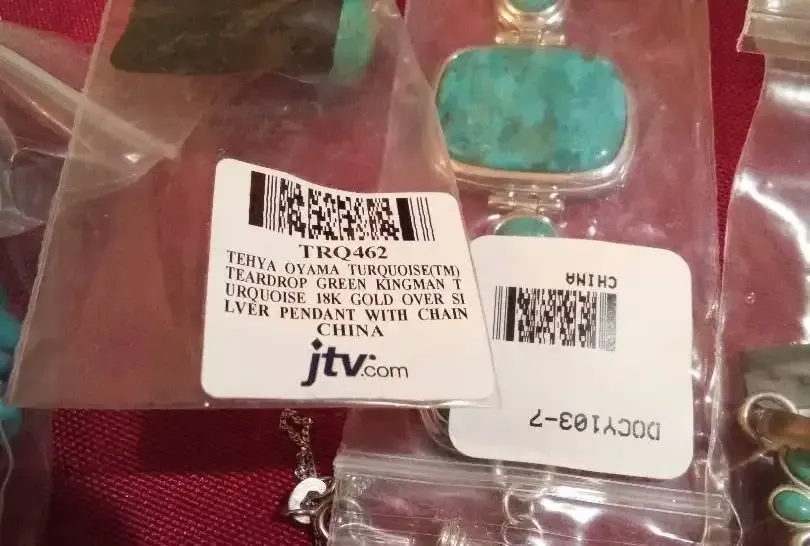 TRQ462
TEHYA OYAMA TURQUOISE(TM)
TEARDROP GREEN KINGMAN T
URQUOISE 18K GOLD OVER SI
LVER PENDANT WITH CHAIN
CHINA
jtv.com
CHINA
DOCY103-7